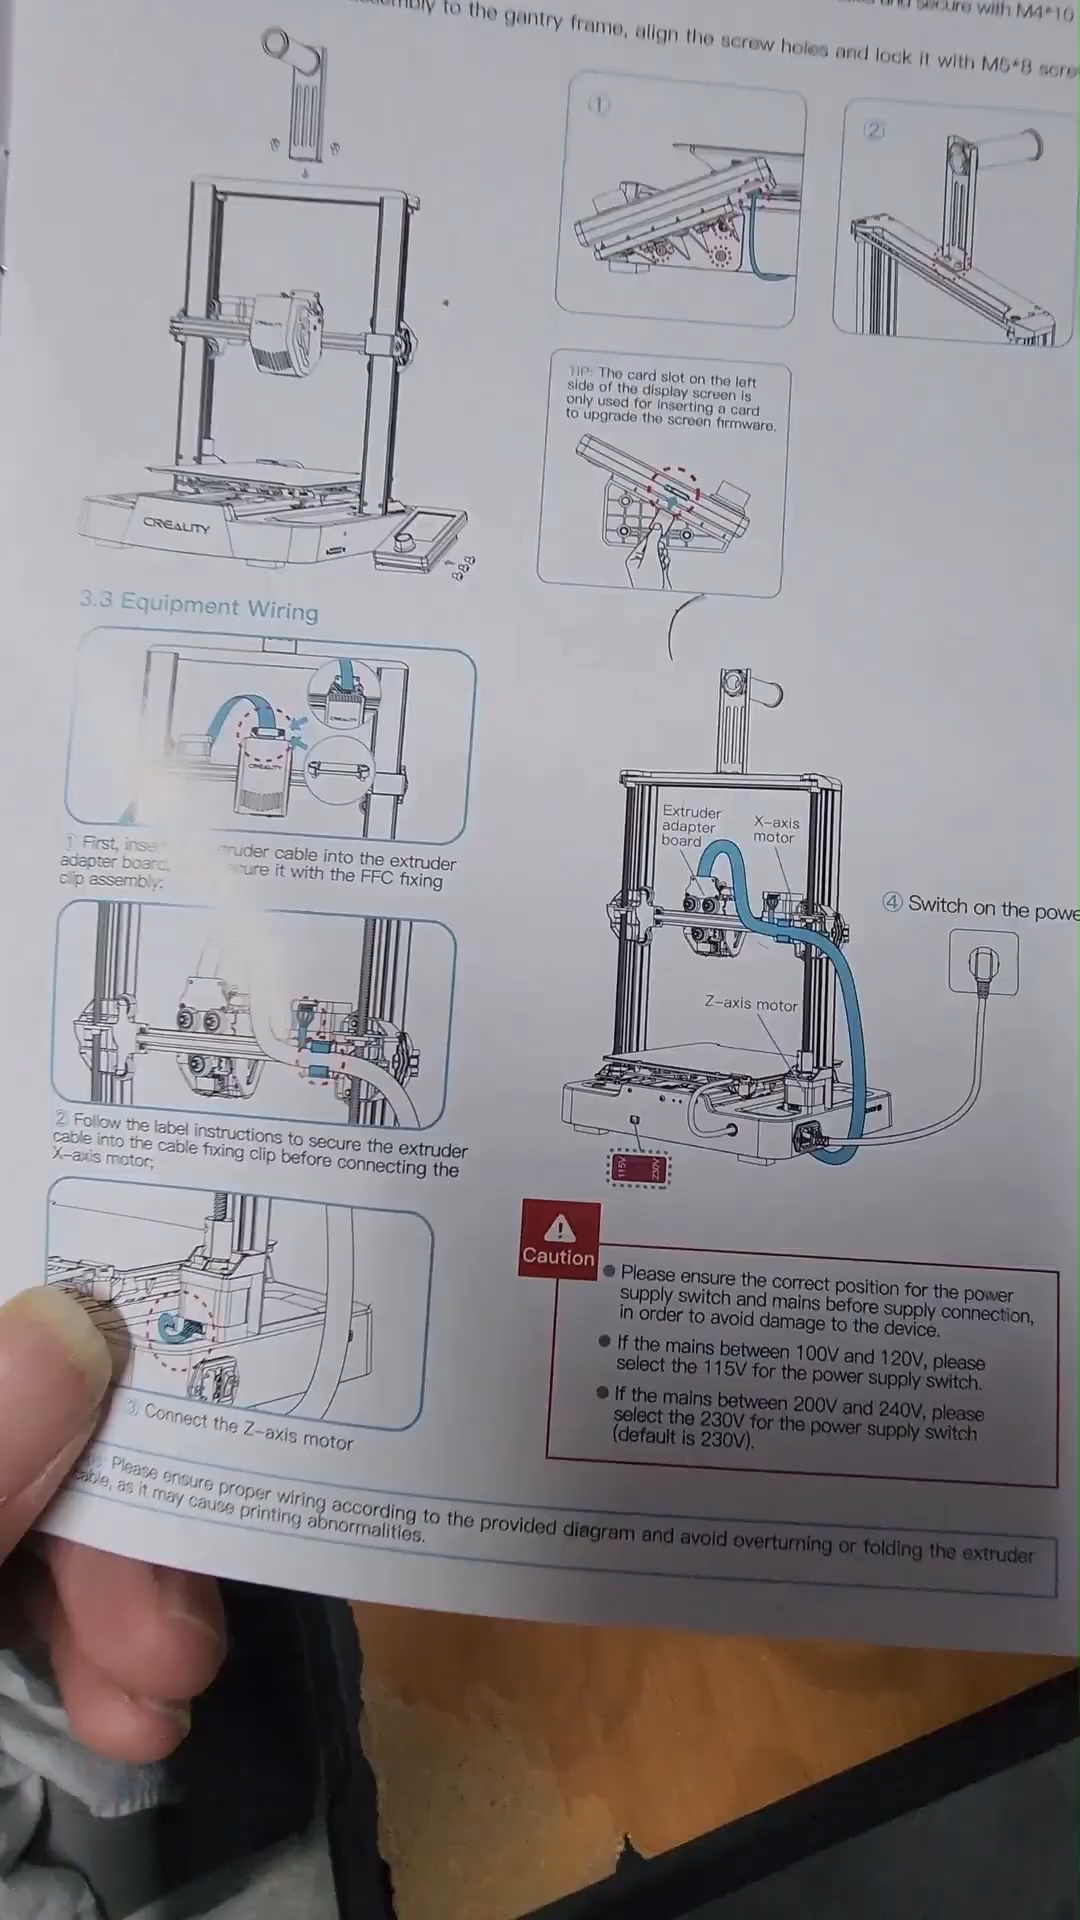 to the gantry frame, align the screw holes and lock it with M5*8
secure with M4*10
①
②
CREALITY
CREALITY
TIP: The card slot on the left
side of the display screen is
only used for inserting a card
to upgrade the screen firmware.
3.3 Equipment Wiring
CREALITY
CREALITY
① First,
cable into the extruder
adapter board,
it with the FFC fixing
clip assembly;
② Follow the label instructions to secure the extruder
cable into the cable fixing clip before connecting the
X-axis motor;
3. Connect the Z-axis motor
Extruder
adapter
board
X-axis
motor
Z-axis motor
④ Switch on the
115V
230V
Caution
● Please ensure the correct position for the power
supply switch and mains before supply connection,
in order to avoid damage to the device.
● If the mains between 100V and 120V, please
select the 115V for the power supply switch.
● If the mains between 200V and 240V, please
select the 230V for the power supply switch
(default is 230V).
Please ensure proper wiring according to the provided diagram and avoid overturning or folding the extruder
cable, as it may cause printing abnormalities.